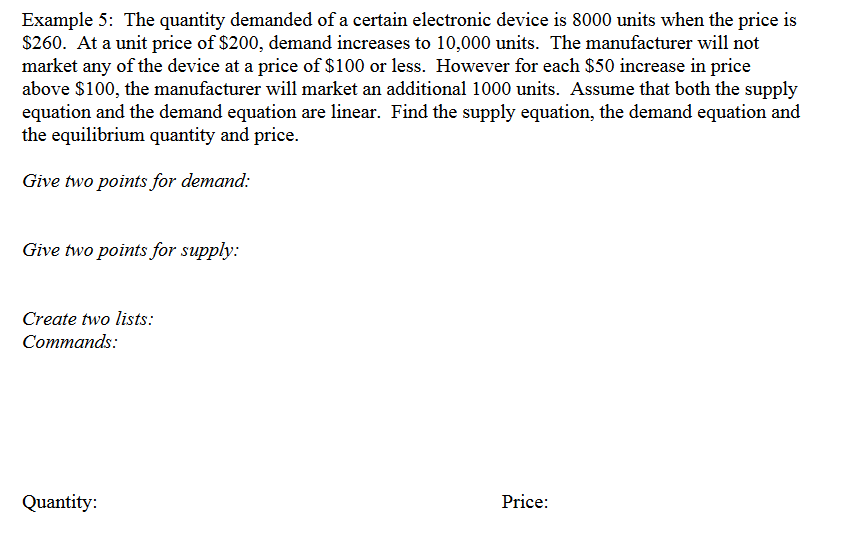 Example 5:  The quantity demanded of a certain electronic device is 8000 units when the price is
$260.  At a unit price of $200, demand increases to 10,000 units.  The manufacturer will not
market any of the device at a price of $100 or less.  However for each $50 increase in price
above $100, the manufacturer will market an additional 1000 units.  Assume that both the supply
equation and the demand equation are linear.  Find the supply equation, the demand equation and
the equilibrium quantity and price.
Give two points for demand:
Give two points for supply:
Create two lists:
Commands:
Quantity:
Price: